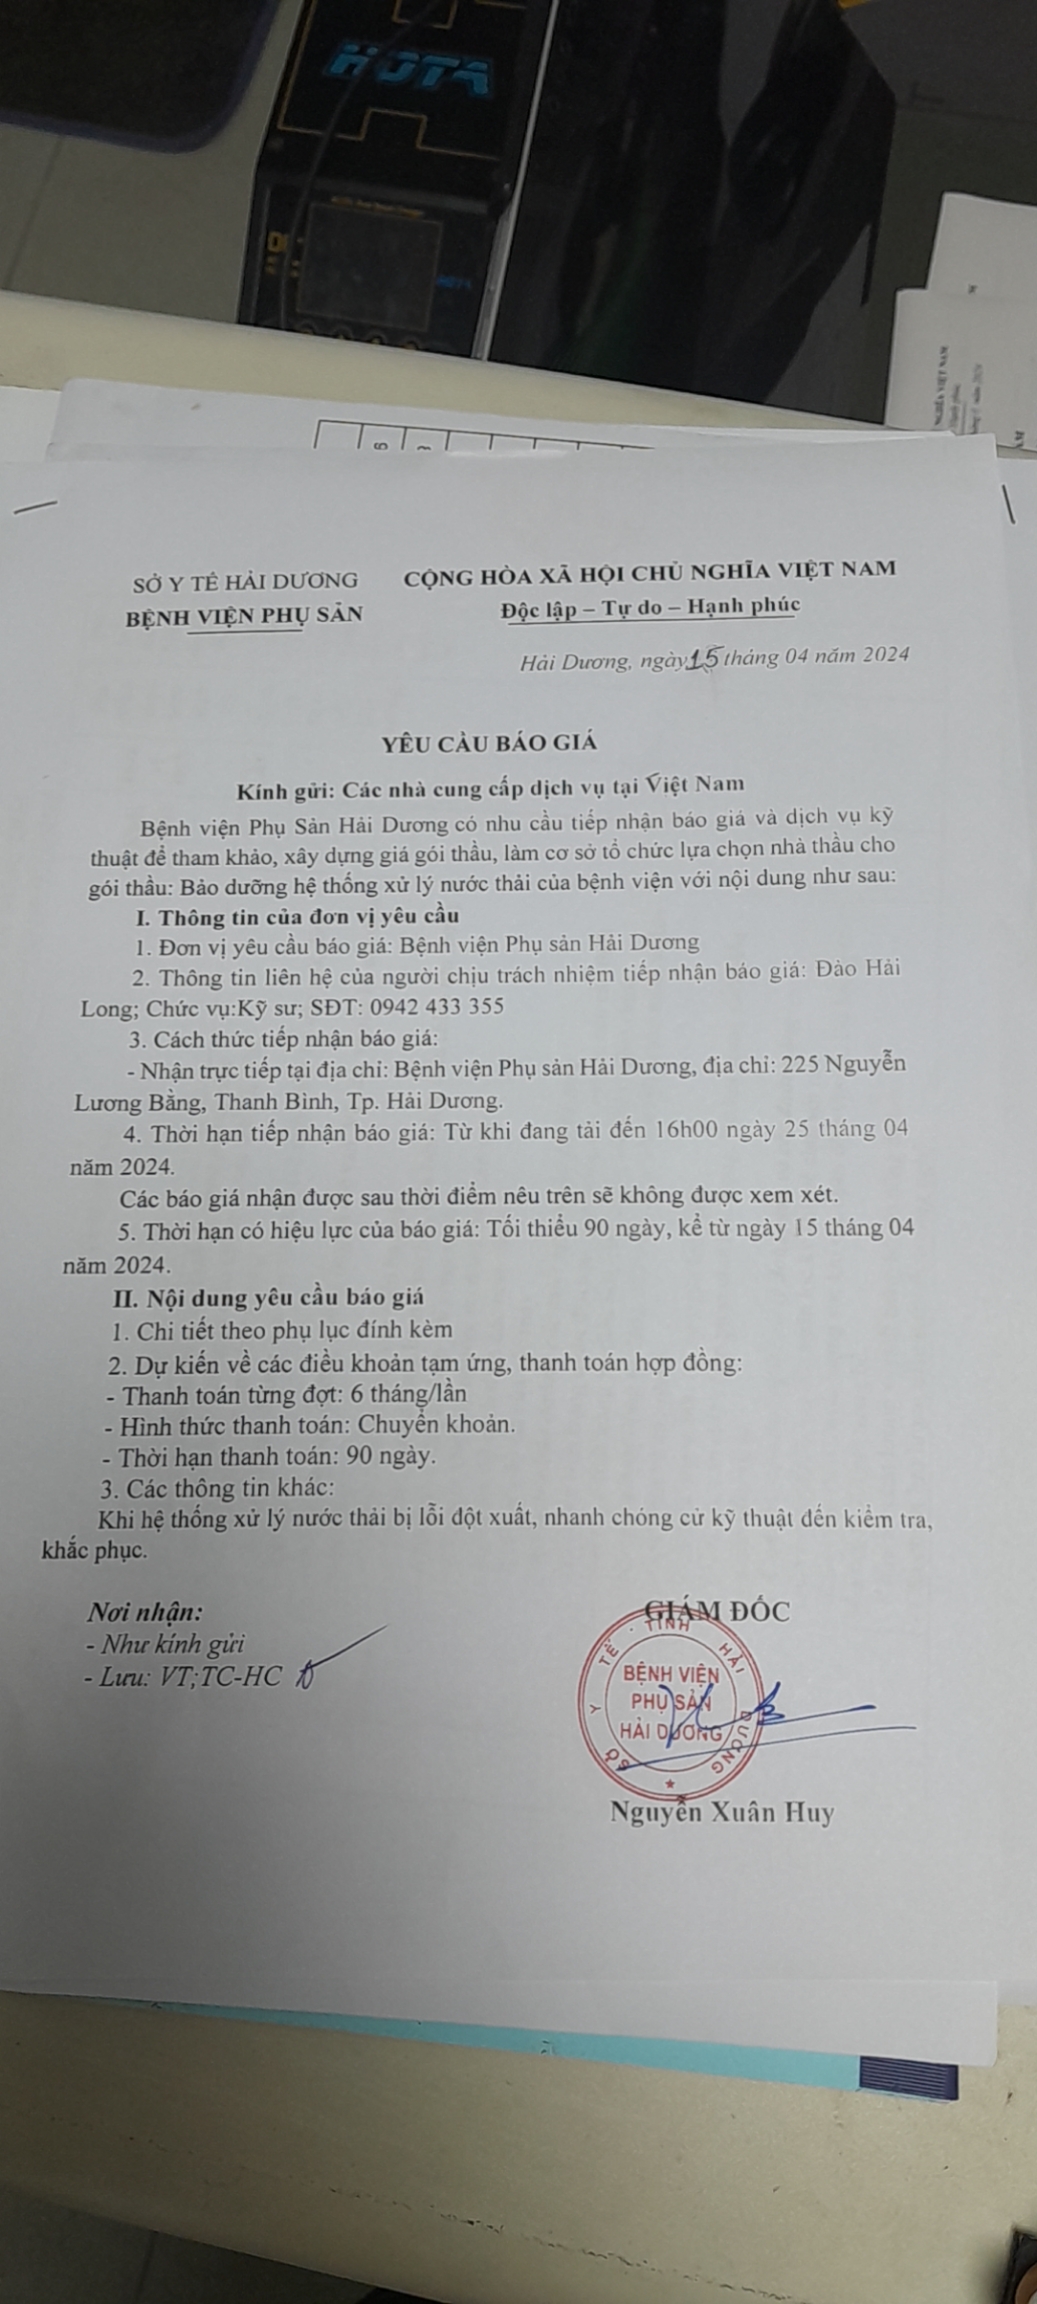 HOTA
SỞ Y TẾ HẢI DƯƠNG
BỆNH VIỆN PHỤ SẢN
CỘNG HÒA XÃ HỘI CHỦ NGHĨA VIỆT NAM
Độc lập – Tự do – Hạnh phúc
Hải Dương, ngày 15 tháng 04 năm 2024
YÊU CẦU BÁO GIÁ
Kính gửi: Các nhà cung cấp dịch vụ tại Việt Nam
Bệnh viện Phụ Sản Hải Dương có nhu cầu tiếp nhận báo giá và dịch vụ kỹ
thuật để tham khảo, xây dựng giá gói thầu, làm cơ sở tổ chức lựa chọn nhà thầu cho
gói thầu: Bảo dưỡng hệ thống xử lý nước thải của bệnh viện với nội dung như sau:
I. Thông tin của đơn vị yêu cầu
1. Đơn vị yêu cầu báo giá: Bệnh viện Phụ sản Hải Dương
2. Thông tin liên hệ của người chịu trách nhiệm tiếp nhận báo giá: Đào Hải
Long; Chức vụ:Kỹ sư; SĐT: 0942 433 355
3. Cách thức tiếp nhận báo giá:
- Nhận trực tiếp tại địa chỉ: Bệnh viện Phụ sản Hải Dương, địa chỉ: 225 Nguyễn
Lương Bằng, Thanh Bình, Tp. Hải Dương.
4. Thời hạn tiếp nhận báo giá: Từ khi đang tải đến 16h00 ngày 25 tháng 04
năm 2024.
Các báo giá nhận được sau thời điểm nêu trên sẽ không được xem xét.
5. Thời hạn có hiệu lực của báo giá: Tối thiểu 90 ngày, kể từ ngày 15 tháng 04
năm 2024.
II. Nội dung yêu cầu báo giá
1. Chi tiết theo phụ lục đính kèm
2. Dự kiến về các điều khoản tạm ứng, thanh toán hợp đồng:
- Thanh toán từng đợt: 6 tháng/lần
- Hình thức thanh toán: Chuyển khoản.
- Thời hạn thanh toán: 90 ngày.
3. Các thông tin khác:
Khi hệ thống xử lý nước thải bị lỗi đột xuất, nhanh chóng cử kỹ thuật đến kiểm tra,
khắc phục.
Nơi nhận:
- Như kính gửi
- Lưu: VT;TC-HC
GIÁM ĐỐC
SỞ Y TẾ - TỈNH HẢI DƯƠNG
BỆNH VIỆN
PHỤ SẢN
HẢI DƯƠNG
Nguyễn Xuân Huy